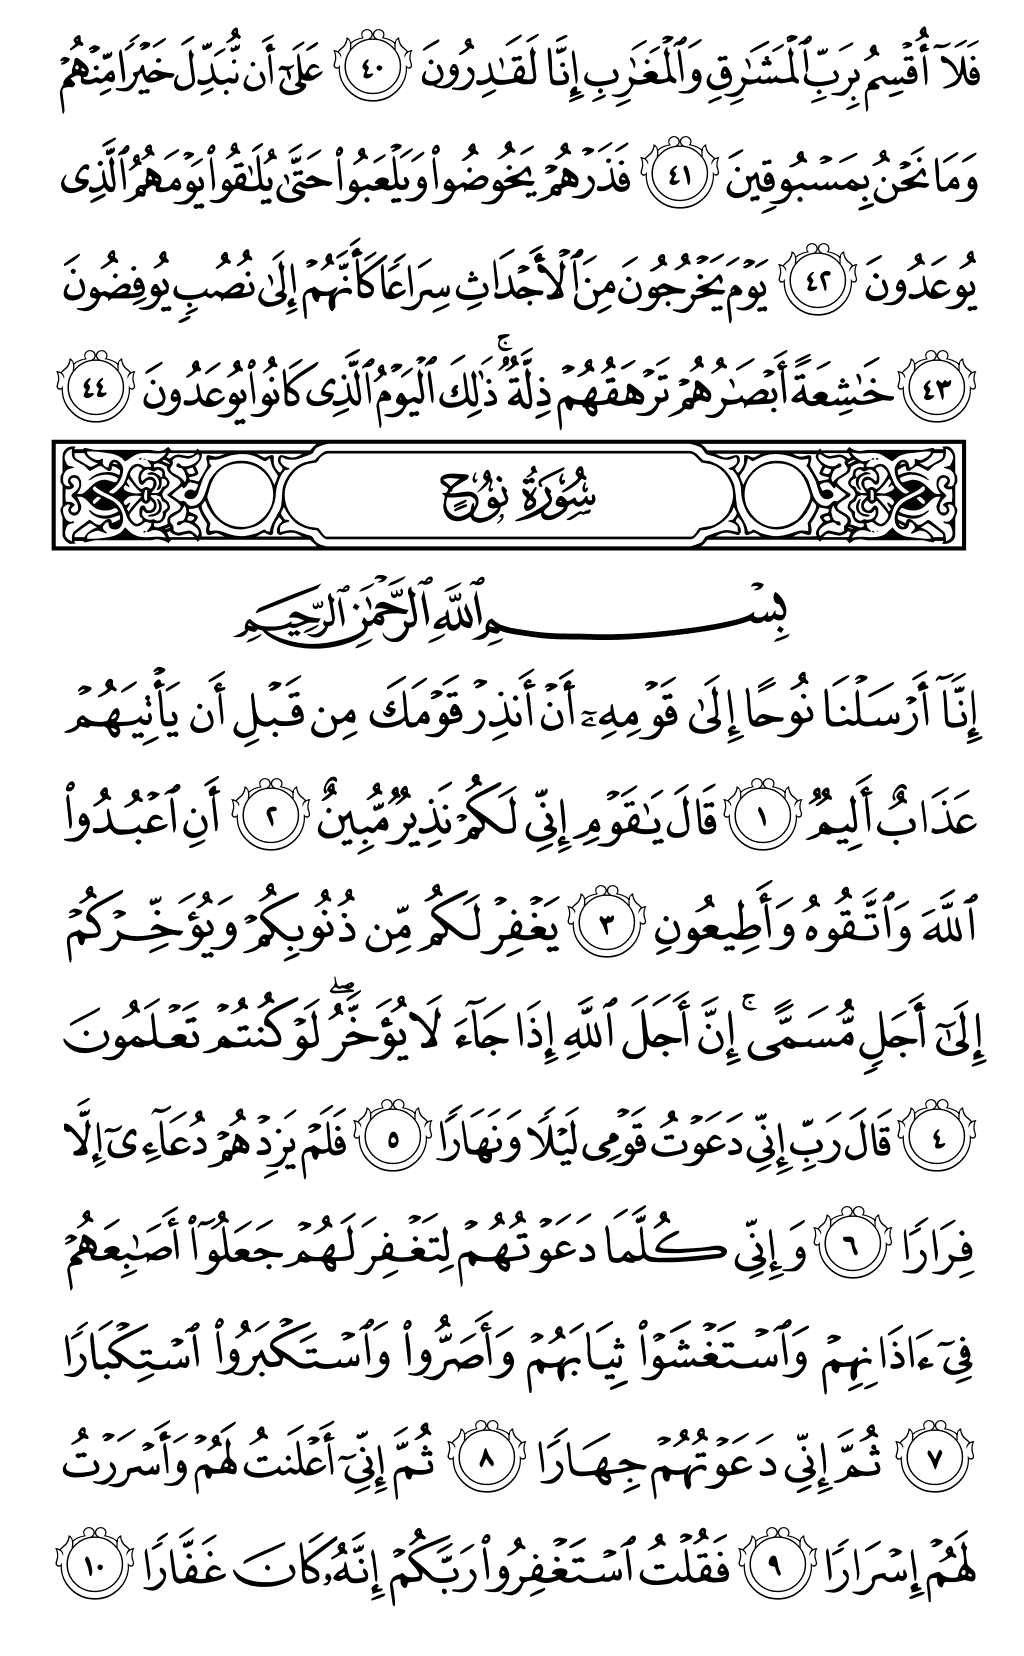 فَلَآ أُقۡسِمُ بِرَبِّ ٱلۡمَشَٰرِقِ وَٱلۡمَغَٰرِبِ إِنَّا لَقَٰدِرُونَ ٤٠ عَلَىٰٓ أَن نُّبَدِّلَ خَيۡرٗا مِّنۡهُمۡ
وَمَا نَحۡنُ بِمَسۡبُوقِينَ ٤١ فَذَرۡهُمۡ يَخُوضُواْ وَيَلۡعَبُواْ حَتَّىٰ يُلَٰقُواْ يَوۡمَهُمُ ٱلَّذِي
يُوعَدُونَ ٤٢ يَوۡمَ يَخۡرُجُونَ مِنَ ٱلۡأَجۡدَاثِ سِرَاعٗا كَأَنَّهُمۡ إِلَىٰ نُصُبٖ يُوفِضُونَ
٤٣ خَٰشِعَةً أَبۡصَٰرُهُمۡ تَرۡهَقُهُمۡ ذِلَّةٞۚ ذَٰلِكَ ٱلۡيَوۡمُ ٱلَّذِي كَانُواْ يُوعَدُونَ ٤٤
سُورَةُ نُوحٍ
بِسۡمِ ٱللَّهِ ٱلرَّحۡمَٰنِ ٱلرَّحِيمِ
إِنَّآ أَرۡسَلۡنَا نُوحًا إِلَىٰ قَوۡمِهِۦٓ أَنۡ أَنذِرۡ قَوۡمَكَ مِن قَبۡلِ أَن يَأۡتِيَهُمۡ
عَذَابٌ أَلِيمٞ ١ قَالَ يَٰقَوۡمِ إِنِّي لَكُمۡ نَذِيرٞ مُّبِينٌ ٢ أَنِ ٱعۡبُدُواْ
ٱللَّهَ وَٱتَّقُوهُ وَأَطِيعُونِ ٣ يَغۡفِرۡ لَكُم مِّن ذُنُوبِكُمۡ وَيُؤَخِّرۡكُمۡ
إِلَىٰٓ أَجَلٖ مُّسَمًّىۚ إِنَّ أَجَلَ ٱللَّهِ إِذَا جَآءَ لَا يُؤَخَّرُۖ لَوۡ كُنتُمۡ تَعۡلَمُونَ
٤ قَالَ رَبِّ إِنِّي دَعَوۡتُ قَوۡمِي لَيۡلٗا وَنَهَارٗا ٥ فَلَمۡ يَزِدۡهُمۡ دُعَآءِيٓ إِلَّا
فِرَارٗا ٦ وَإِنِّي كُلَّمَا دَعَوۡتُهُمۡ لِتَغۡفِرَ لَهُمۡ جَعَلُوٓاْ أَصَٰبِعَهُمۡ
فِيٓ ءَاذَانِهِمۡ وَٱسۡتَغۡشَوۡاْ ثِيَابَهُمۡ وَأَصَرُّواْ وَٱسۡتَكۡبَرُواْ ٱسۡتِكۡبَارٗا
٧ ثُمَّ إِنِّي دَعَوۡتُهُمۡ جِهَارٗا ٨ ثُمَّ إِنِّيٓ أَعۡلَنتُ لَهُمۡ وَأَسۡرَرۡتُ
لَهُمۡ إِسۡرَارٗا ٩ فَقُلۡتُ ٱسۡتَغۡفِرُواْ رَبَّكُمۡ إِنَّهُۥ كَانَ غَفَّارٗا ١٠